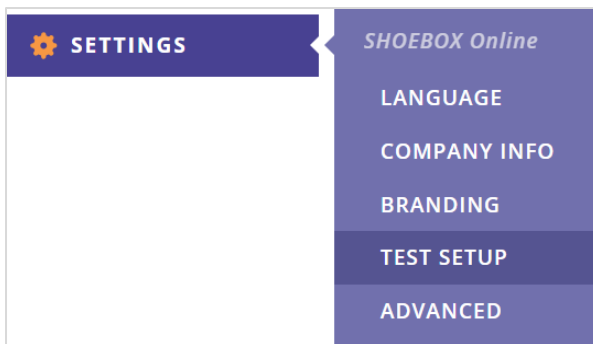 SETTINGS
SHOEBOX Online
LANGUAGE
COMPANY INFO
BRANDING
TEST SETUP
ADVANCED